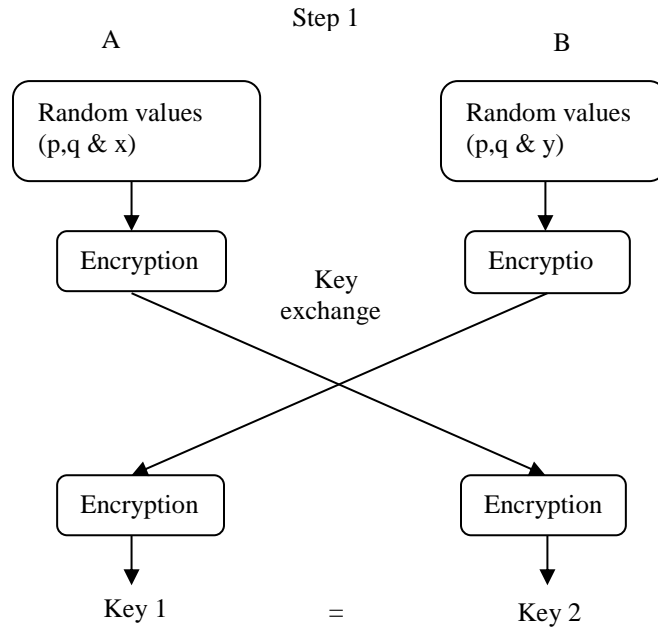 Step 1
A
B
Random values
(p,q & x)
Random values
(p,q & y)
Encryption
Encryptio
Key
exchange
Encryption
Encryption
Key 1
=
Key 2